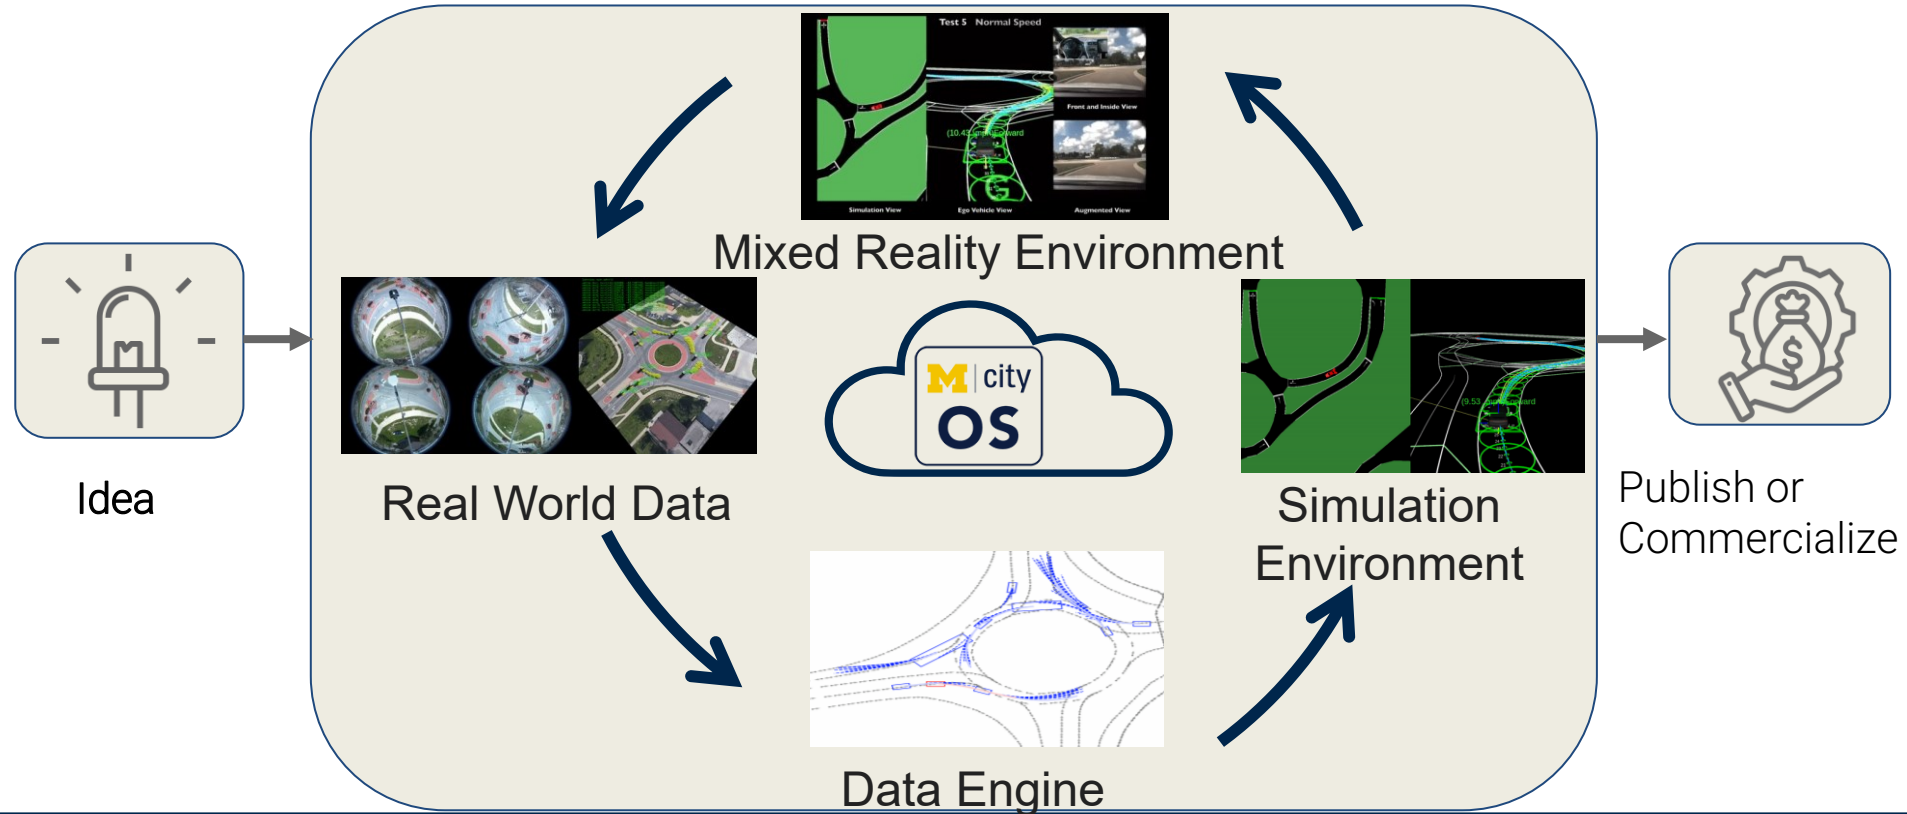 Test 5 Normal Speed
Front and Inside View
Simulation View
Ego Vehicle View
Augmented View
Mixed Reality Environment
Idea
Real World Data
M city
OS
Simulation
Environment
Publish or
Commercialize
$
Data Engine